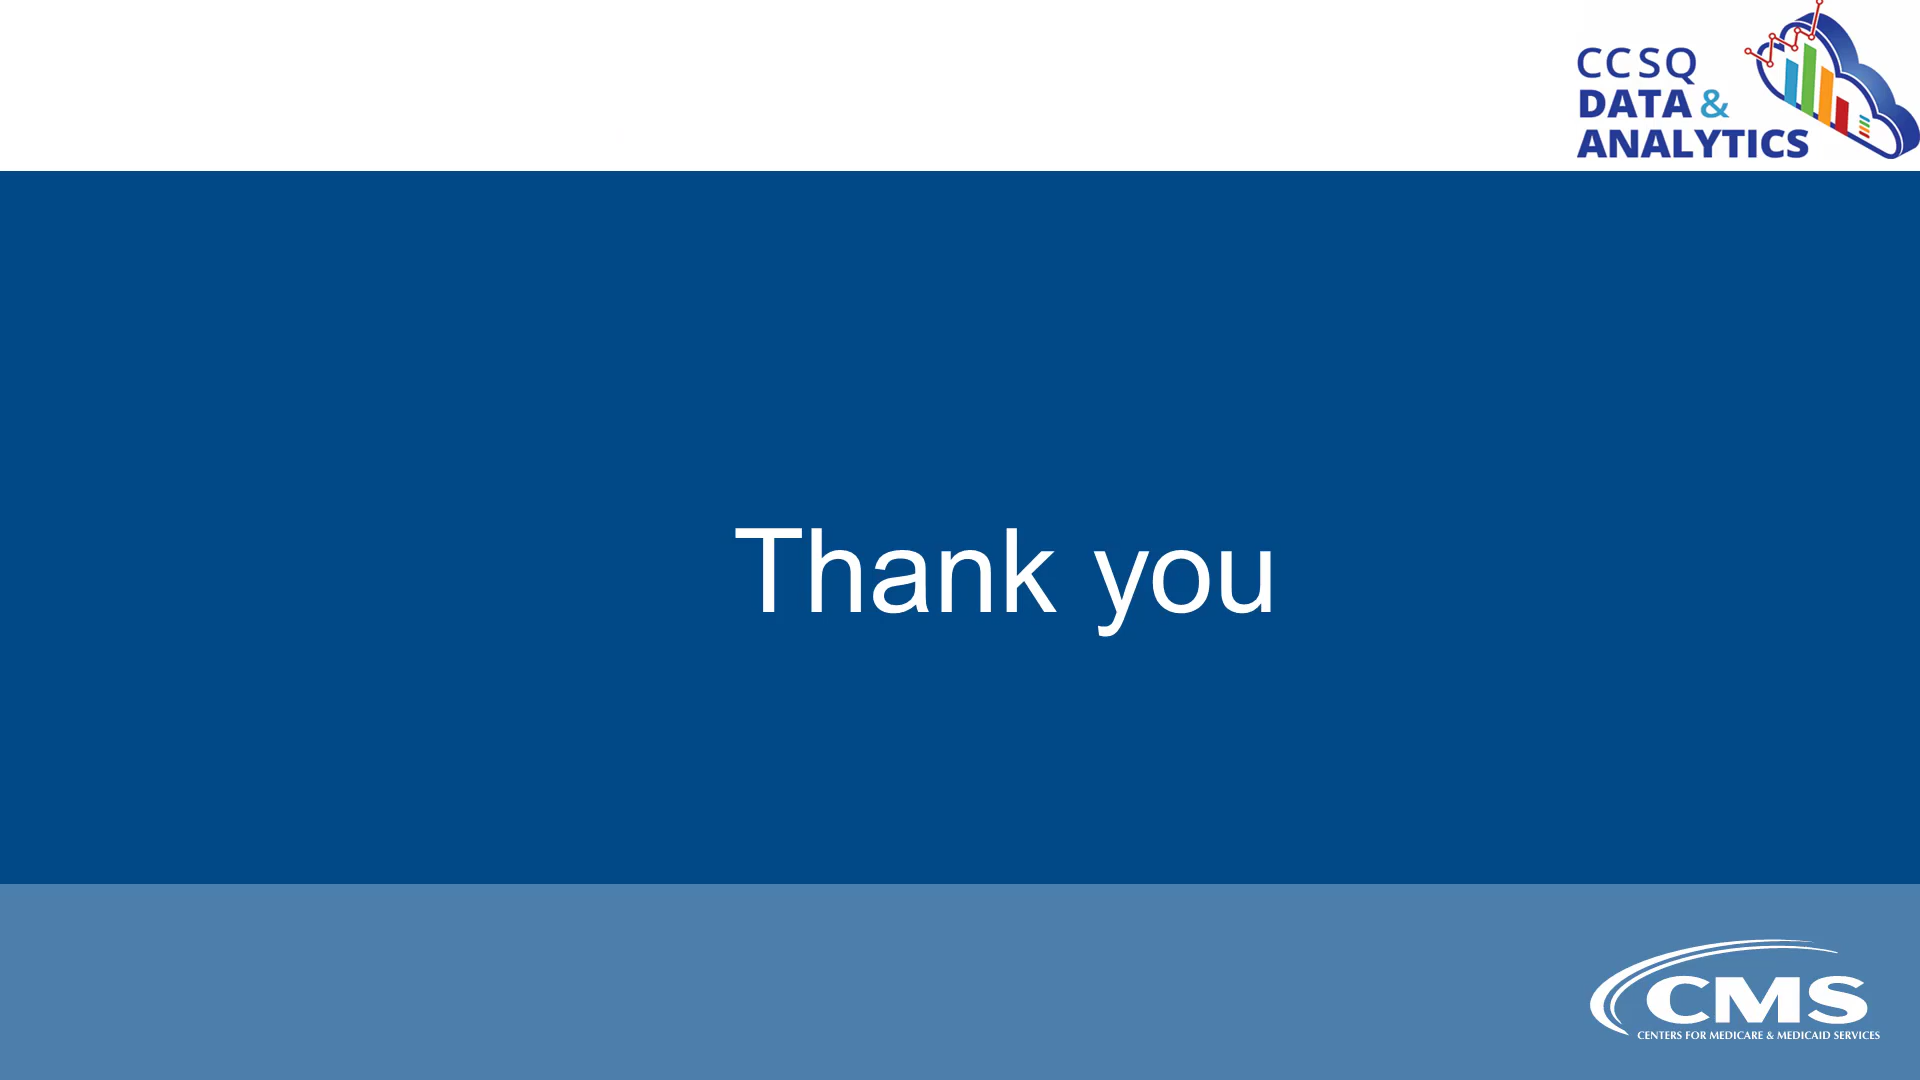 CCSQ
DATA &
ANALYTICS
Thank you
CMS
CENTERS FOR MEDICARE & MEDICAID SERVICES